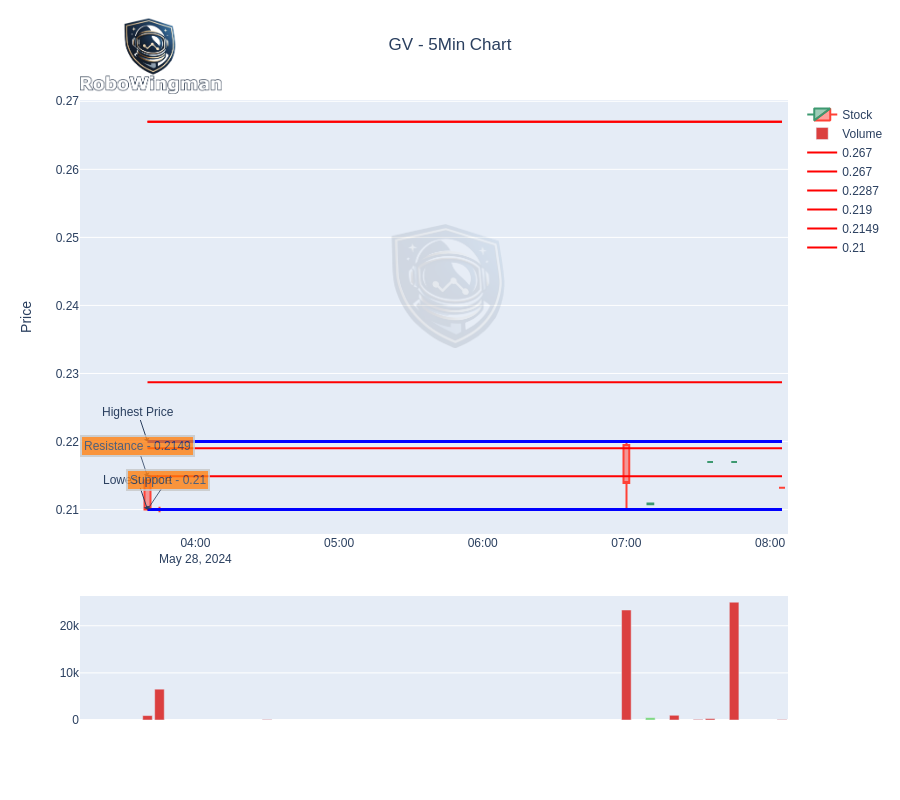 RoboWingman
GV - 5Min Chart
Stock
Volume
0.267
0.267
0.2287
0.219
0.2149
0.21
Price
0.27
0.26
0.25
0.24
0.23
0.22
0.21
Highest Price
Resistance - 0.2149
Support - 0.21
04:00
05:00
06:00
07:00
08:00
May 28, 2024
20k
10k
0